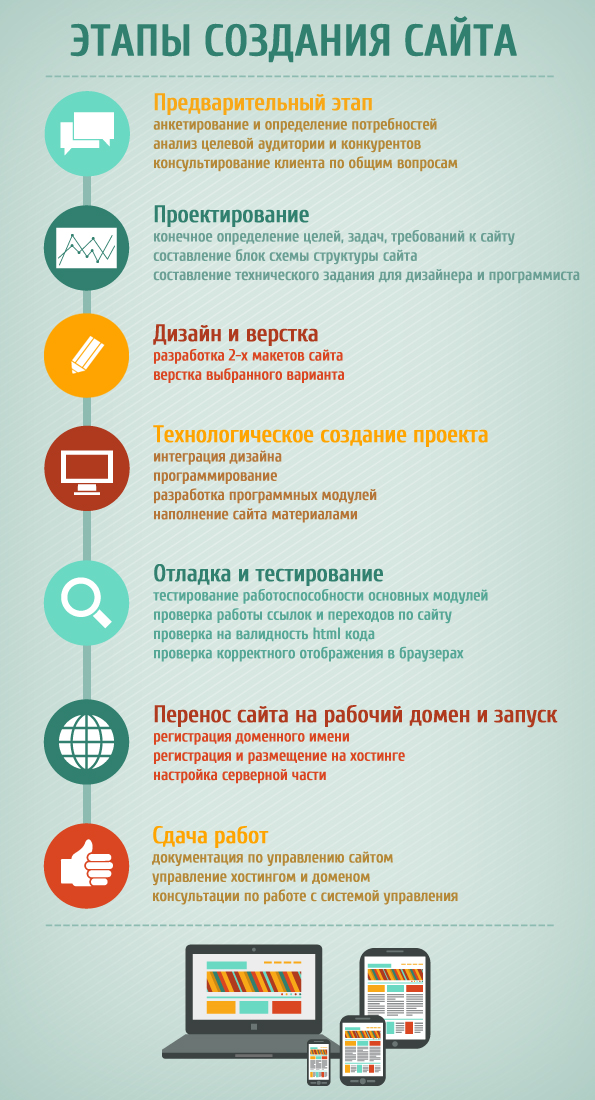 ЭТАПЫ СОЗДАНИЯ САЙТА
Предварительный этап
анкетирование и определение потребностей
анализ целевой аудитории и конкурентов
консультирование клиента по общим вопросам
Проектирование
конечное определение целей, задач, требований к сайту
составление блок схемы структуры сайта
составление технического задания для дизайнера и программиста
Дизайн и верстка
разработка 2-х макетов сайта
верстка выбранного варианта
Технологическое создание проекта
интеграция дизайна
программирование
разработка программных модулей
наполнение сайта материалами
Отладка и тестирование
тестирование работоспособности основных модулей
проверка работы ссылок и переходов по сайту
проверка на валидность html кода
проверка корректного отображения в браузерах
Перенос сайта на рабочий домен и запуск
регистрация доменного имени
регистрация и размещение на хостинге
настройка серверной части
Сдача работ
документация по управлению сайтом
управление хостингом и доменом
консультации по работе с системой управления